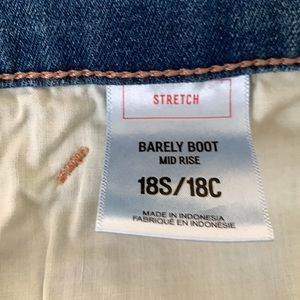 STRETCH
BARELY BOOT
MID RISE
18S/18C
MADE IN INDONESIA
FABRIQUÉ EN INDONÉSIE